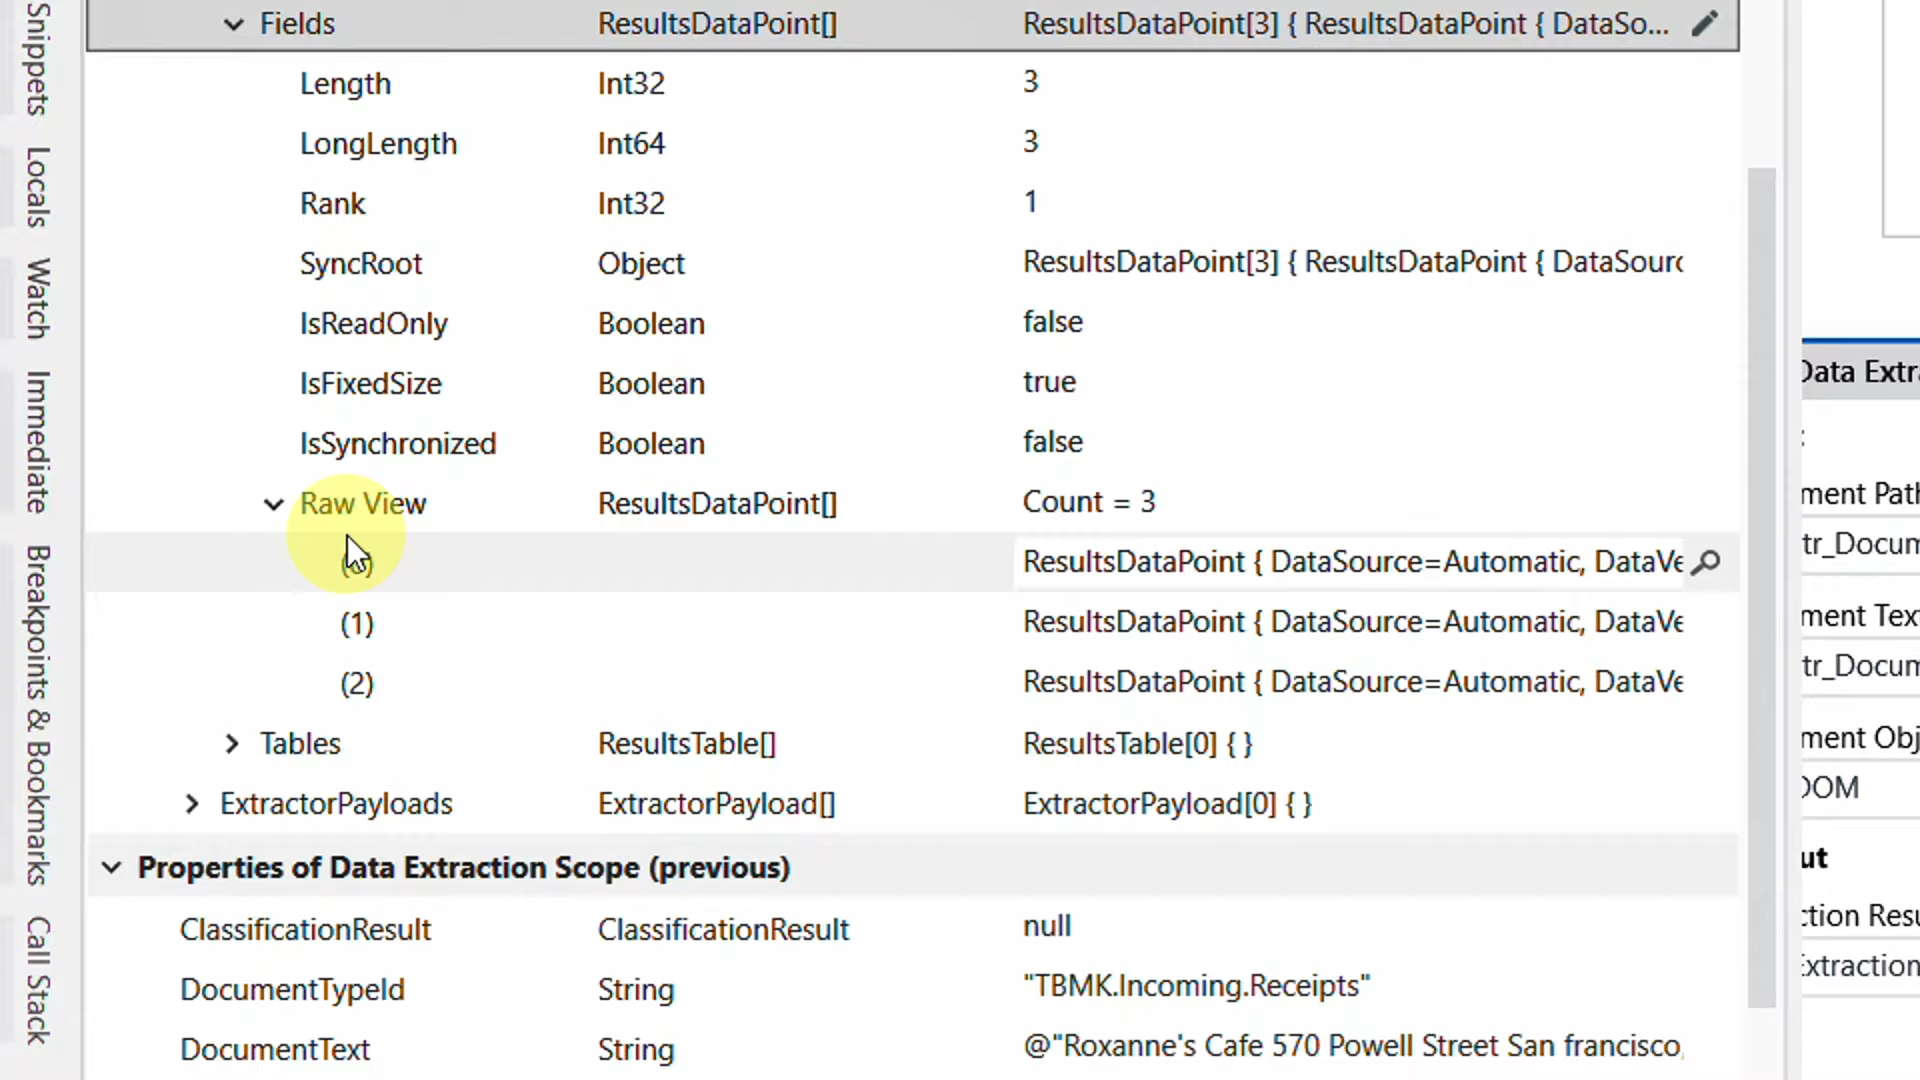 Snippets
Locals
Watch
Immediate
Breakpoints & Bookmarks
Call Stack
Fields ResultsDataPoint[] ResultsDataPoint[3] { ResultsDataPoint { DataSo...
Length Int32 3
LongLength Int64 3
Rank Int32 1
SyncRoot Object ResultsDataPoint[3] { ResultsDataPoint { DataSourc
IsReadOnly Boolean false
IsFixedSize Boolean true
IsSynchronized Boolean false
Raw View ResultsDataPoint[] Count = 3
ResultsDataPoint { DataSource=Automatic, DataVe
(1) ResultsDataPoint { DataSource=Automatic, DataVe
(2) ResultsDataPoint { DataSource=Automatic, DataVe
Tables ResultsTable[] ResultsTable[0] { }
ExtractorPayloads ExtractorPayload[] ExtractorPayload[0] { }
Properties of Data Extraction Scope (previous)
ClassificationResult ClassificationResult null
DocumentTypeId String "TBMK.Incoming.Receipts"
DocumentText String @"Roxanne's Cafe 570 Powell Street San francisco,
Data Extr
ment Path
tr_Docum
ment Text
tr_Docum
ment Obj
DOM
ut
ction Resu
Extraction